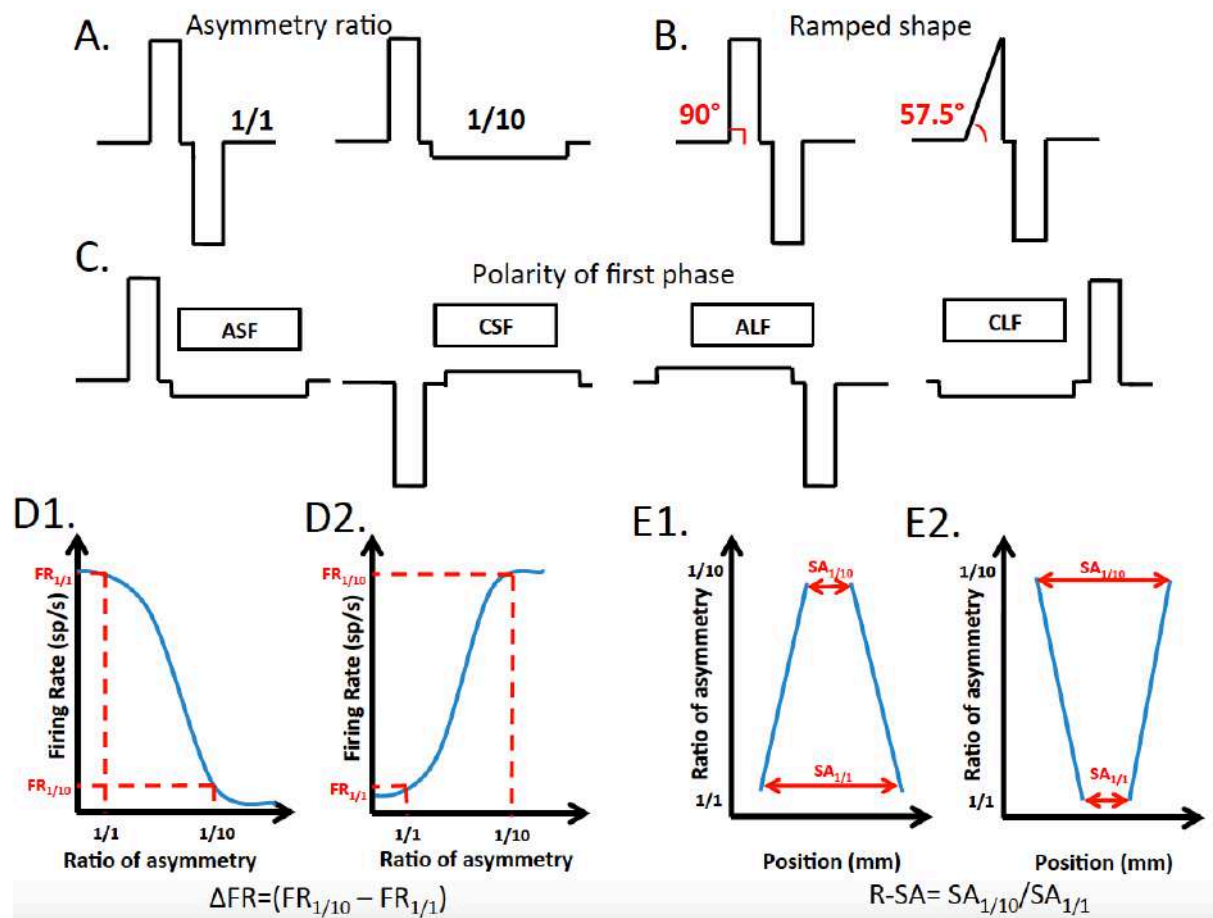 A. Asymmetry ratio
1/1
1/10
B. Ramped shape
90°
57.5°
C. Polarity of first phase
ASF
CSF
ALF
CLF
D1.
FR1/1
FR1/10
Firing Rate (sp/s)
1/1
1/10
Ratio of asymmetry
D2.
FR1/10
FR1/1
Firing Rate (sp/s)
1/1
1/10
Ratio of asymmetry
ΔFR=(FR1/10 – FR1/1)
E1.
1/10
SA1/10
Ratio of asymmetry
SA1/1
1/1
Position (mm)
E2.
1/10
SA1/10
Ratio of asymmetry
SA1/1
1/1
Position (mm)
R-SA= SA1/10/SA1/1